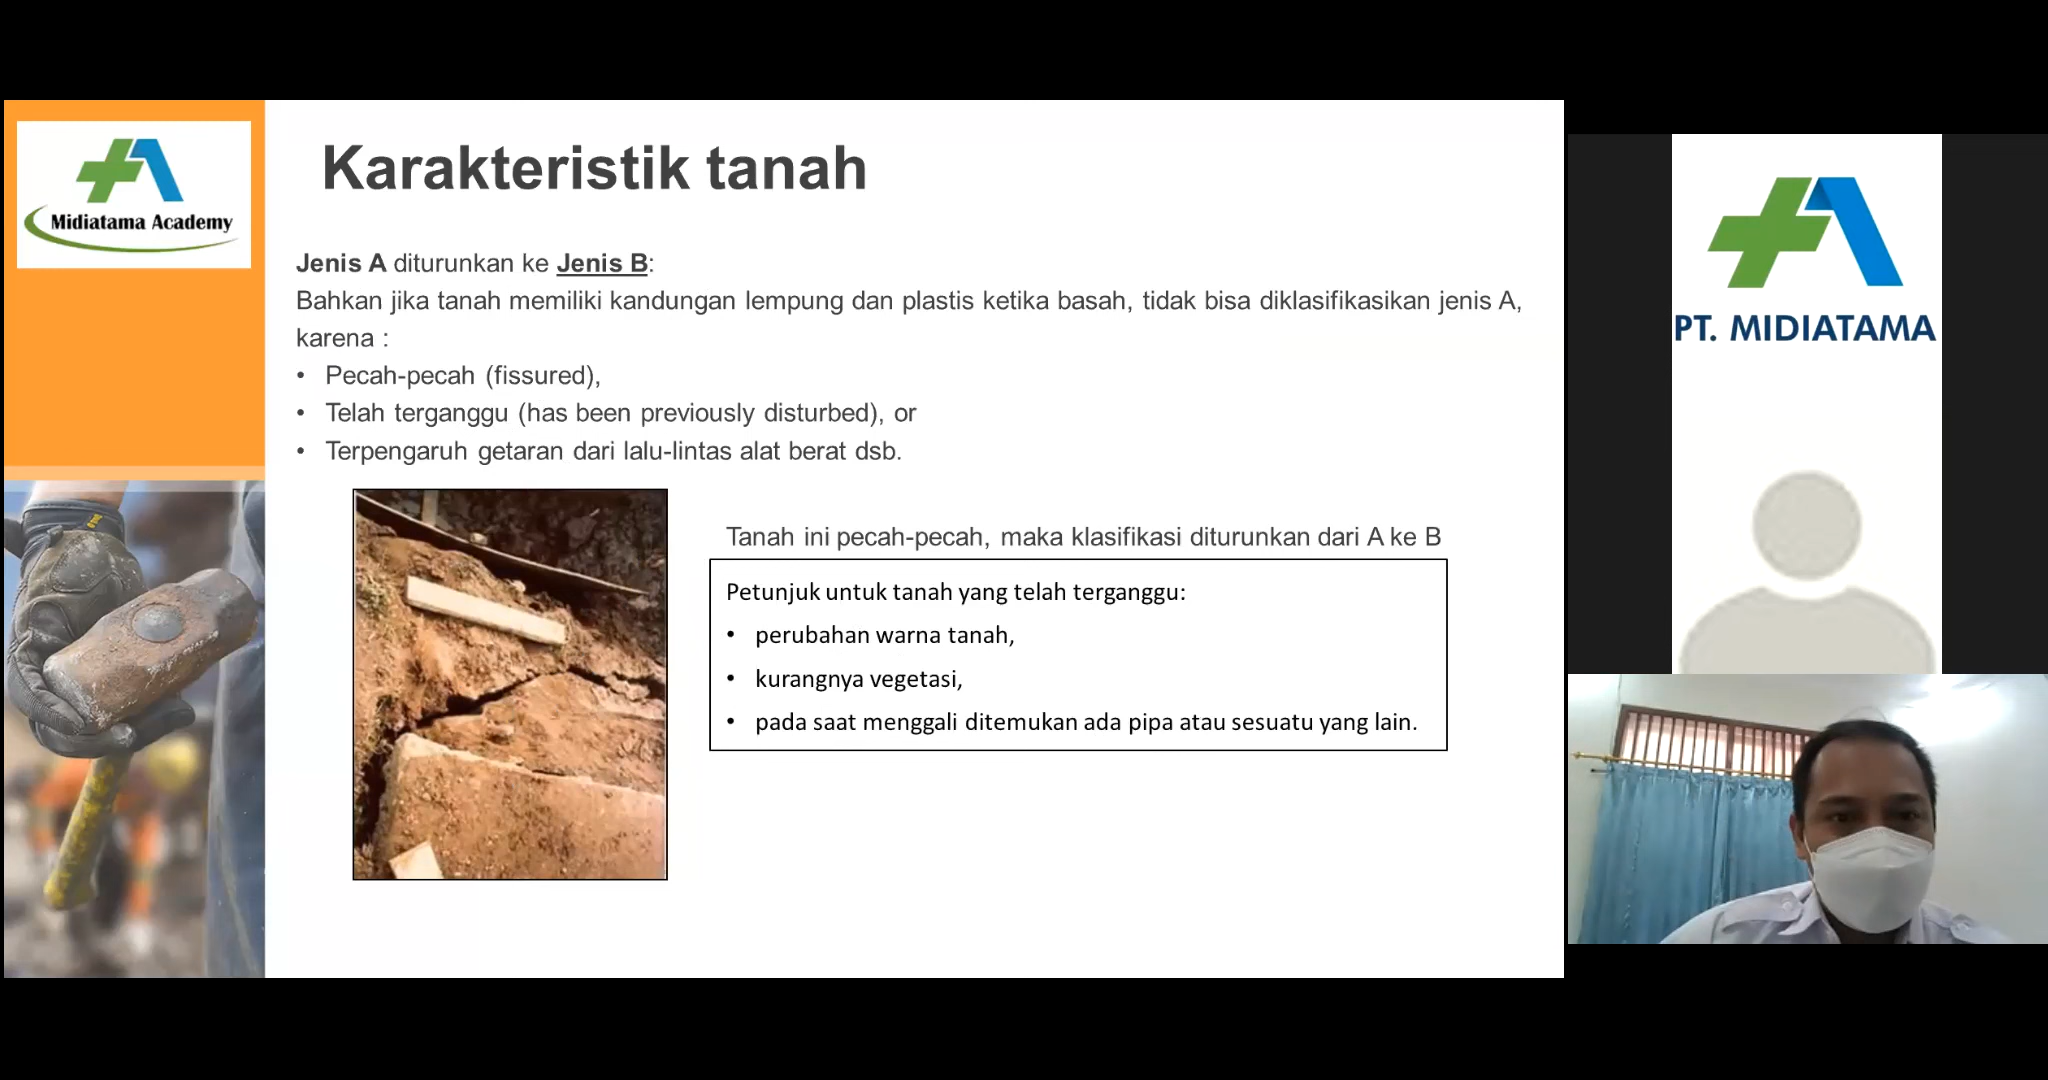 Midiatama Academy
Karakteristik tanah
Jenis A diturunkan ke Jenis B:
Bahkan jika tanah memiliki kandungan lempung dan plastis ketika basah, tidak bisa diklasifikasikan jenis A,
karena :
• Pecah-pecah (fissured),
• Telah terganggu (has been previously disturbed), or
• Terpengaruh getaran dari lalu-lintas alat berat dsb.
Tanah ini pecah-pecah, maka klasifikasi diturunkan dari A ke B
Petunjuk untuk tanah yang telah terganggu:
• perubahan warna tanah,
• kurangnya vegetasi,
• pada saat menggali ditemukan ada pipa atau sesuatu yang lain.
PT. MIDIATAMA